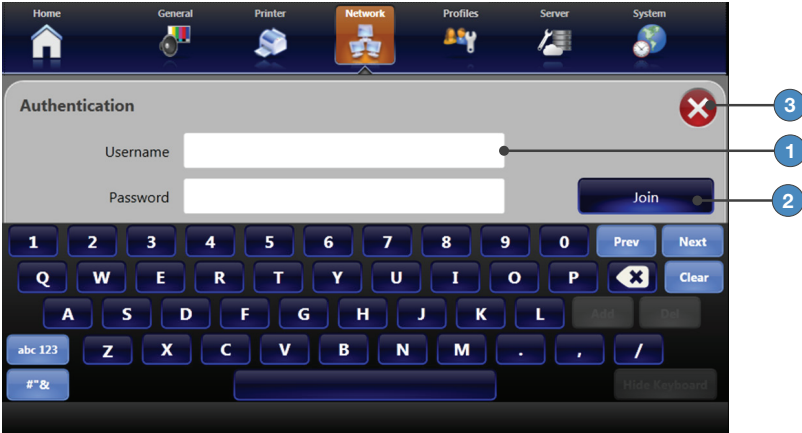 Home General Printer Network Profiles Server System
Authentication
3
Username
1
Password
Join
2
1 2 3 4 5 6 7 8 9 0 Prev Next
Q W E R T Y U I O P Clear
A S D F G H J K L Add Del
abc 123 Z X C V B N M . , /
#"& Hide Keyboard